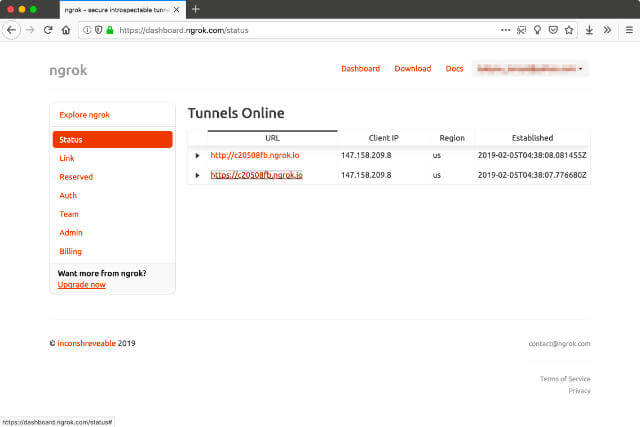 ngrok - secure introspectable tunne
https://dashboard.ngrok.com/status
ngrok
Dashboard Download Docs
Explore ngrok
Status
Link
Reserved
Auth
Team
Admin
Billing
Want more from ngrok?
Upgrade now
Tunnels Online
URL Client IP Region Established
http://c20508fb.ngrok.io 147.158.209.8 us 2019-02-05T04:38:08.081455Z
https://c20508fb.ngrok.io 147.158.209.8 us 2019-02-05T04:38:07.776680Z
© inconshreveable 2019
contact@ngrok.com
Terms of Service
Privacy
https://dashboard.ngrok.com/status#